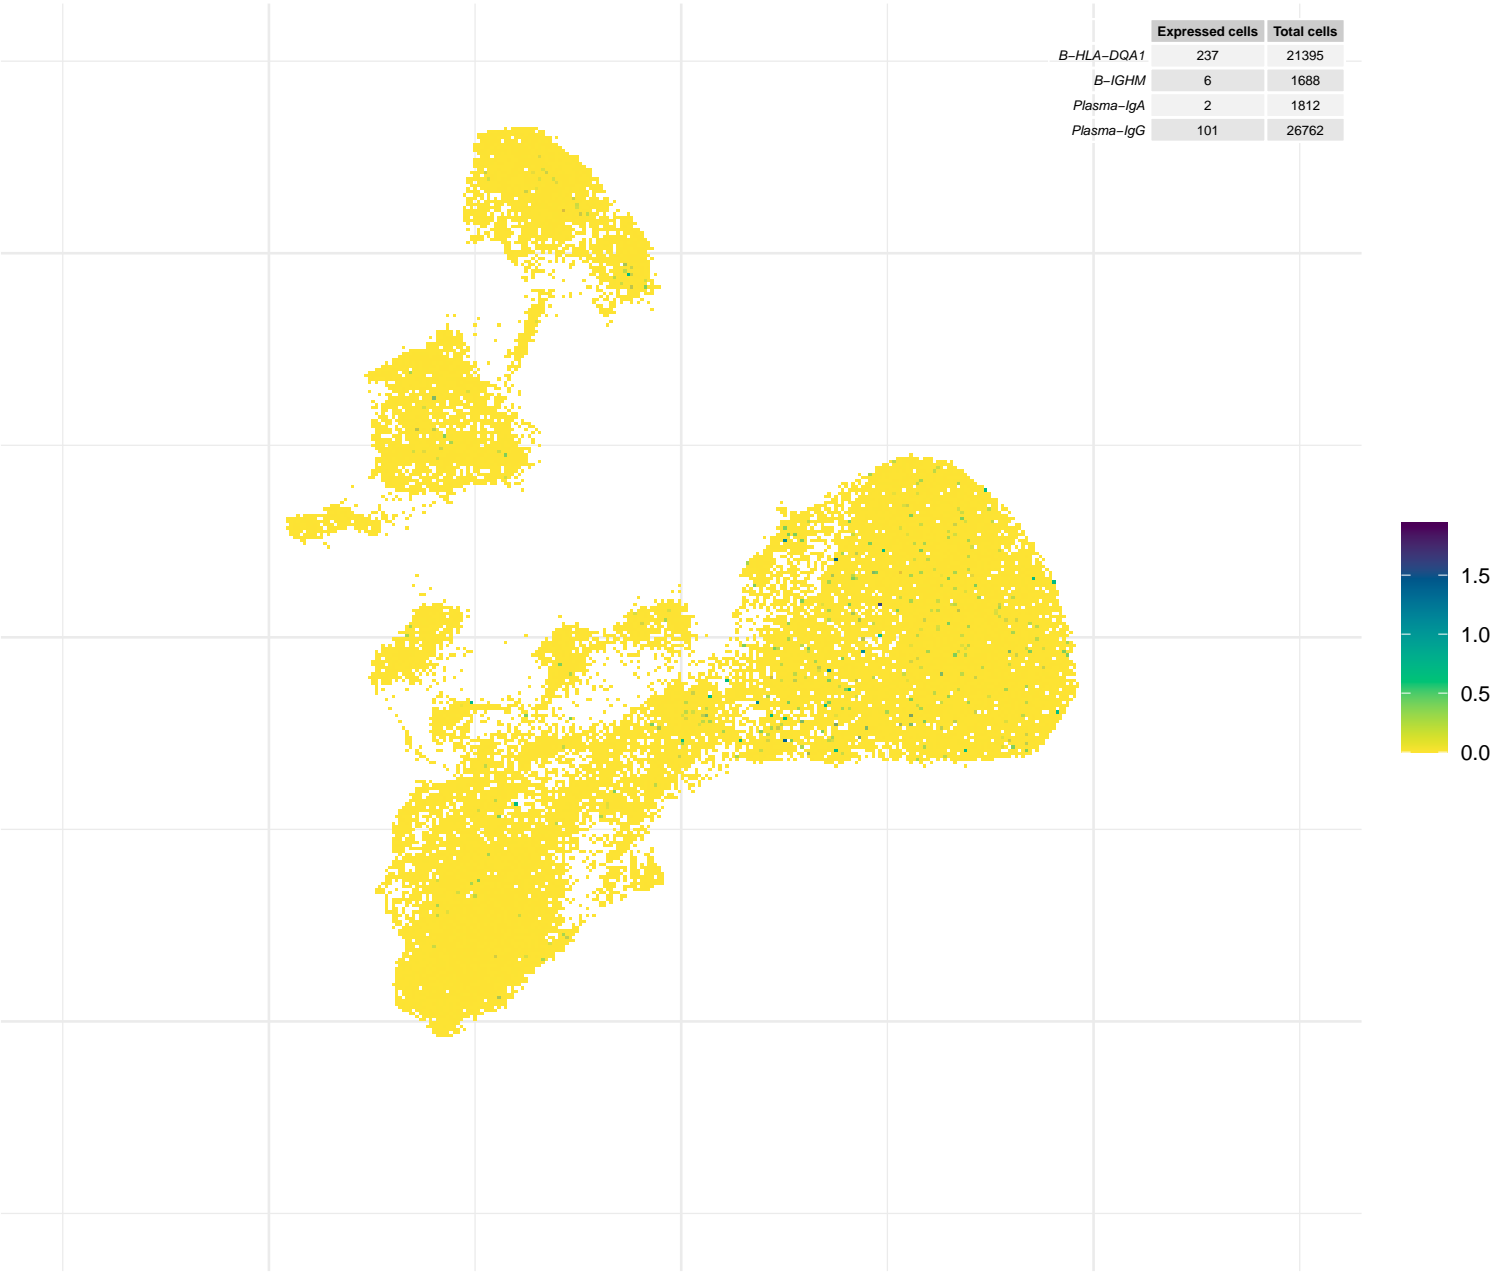 Expressed cells Total cells
B−HLA−DQA1 237 21395
B−IGHM 6 1688
Plasma−IgA 2 1812
Plasma−IgG 101 26762
1.5
1.0
0.5
0.0